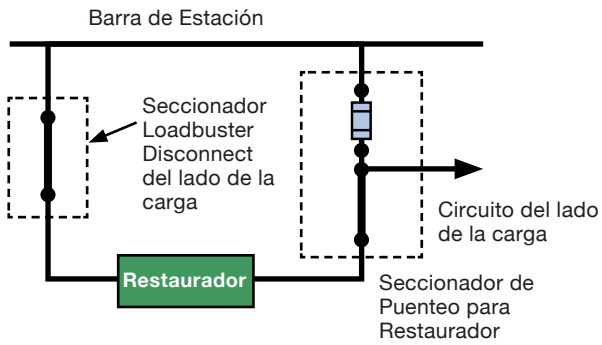 Barra de Estación
Seccionador
Loadbuster
Disconnect
del lado de la
carga
Circuito del lado
de la carga
Restaurador
Seccionador de
Puenteo para
Restaurador